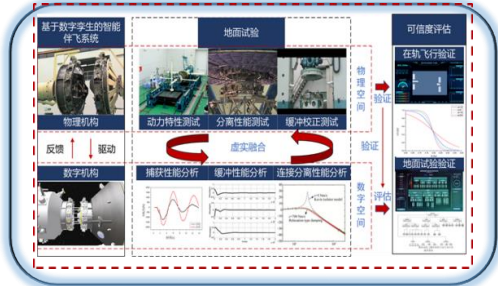 基于数字孪生的智能
伴飞系统
物理机构
反馈
驱动
数字机构
地面试验
动力特性测试
分离性能测试
缓冲校正测试
虚实融合
捕获性能分析
缓冲性能分析
连接分离性能分析
物理空间
数字空间
验证
验证
评估
可信度评估
在轨飞行验证
地面试验验证